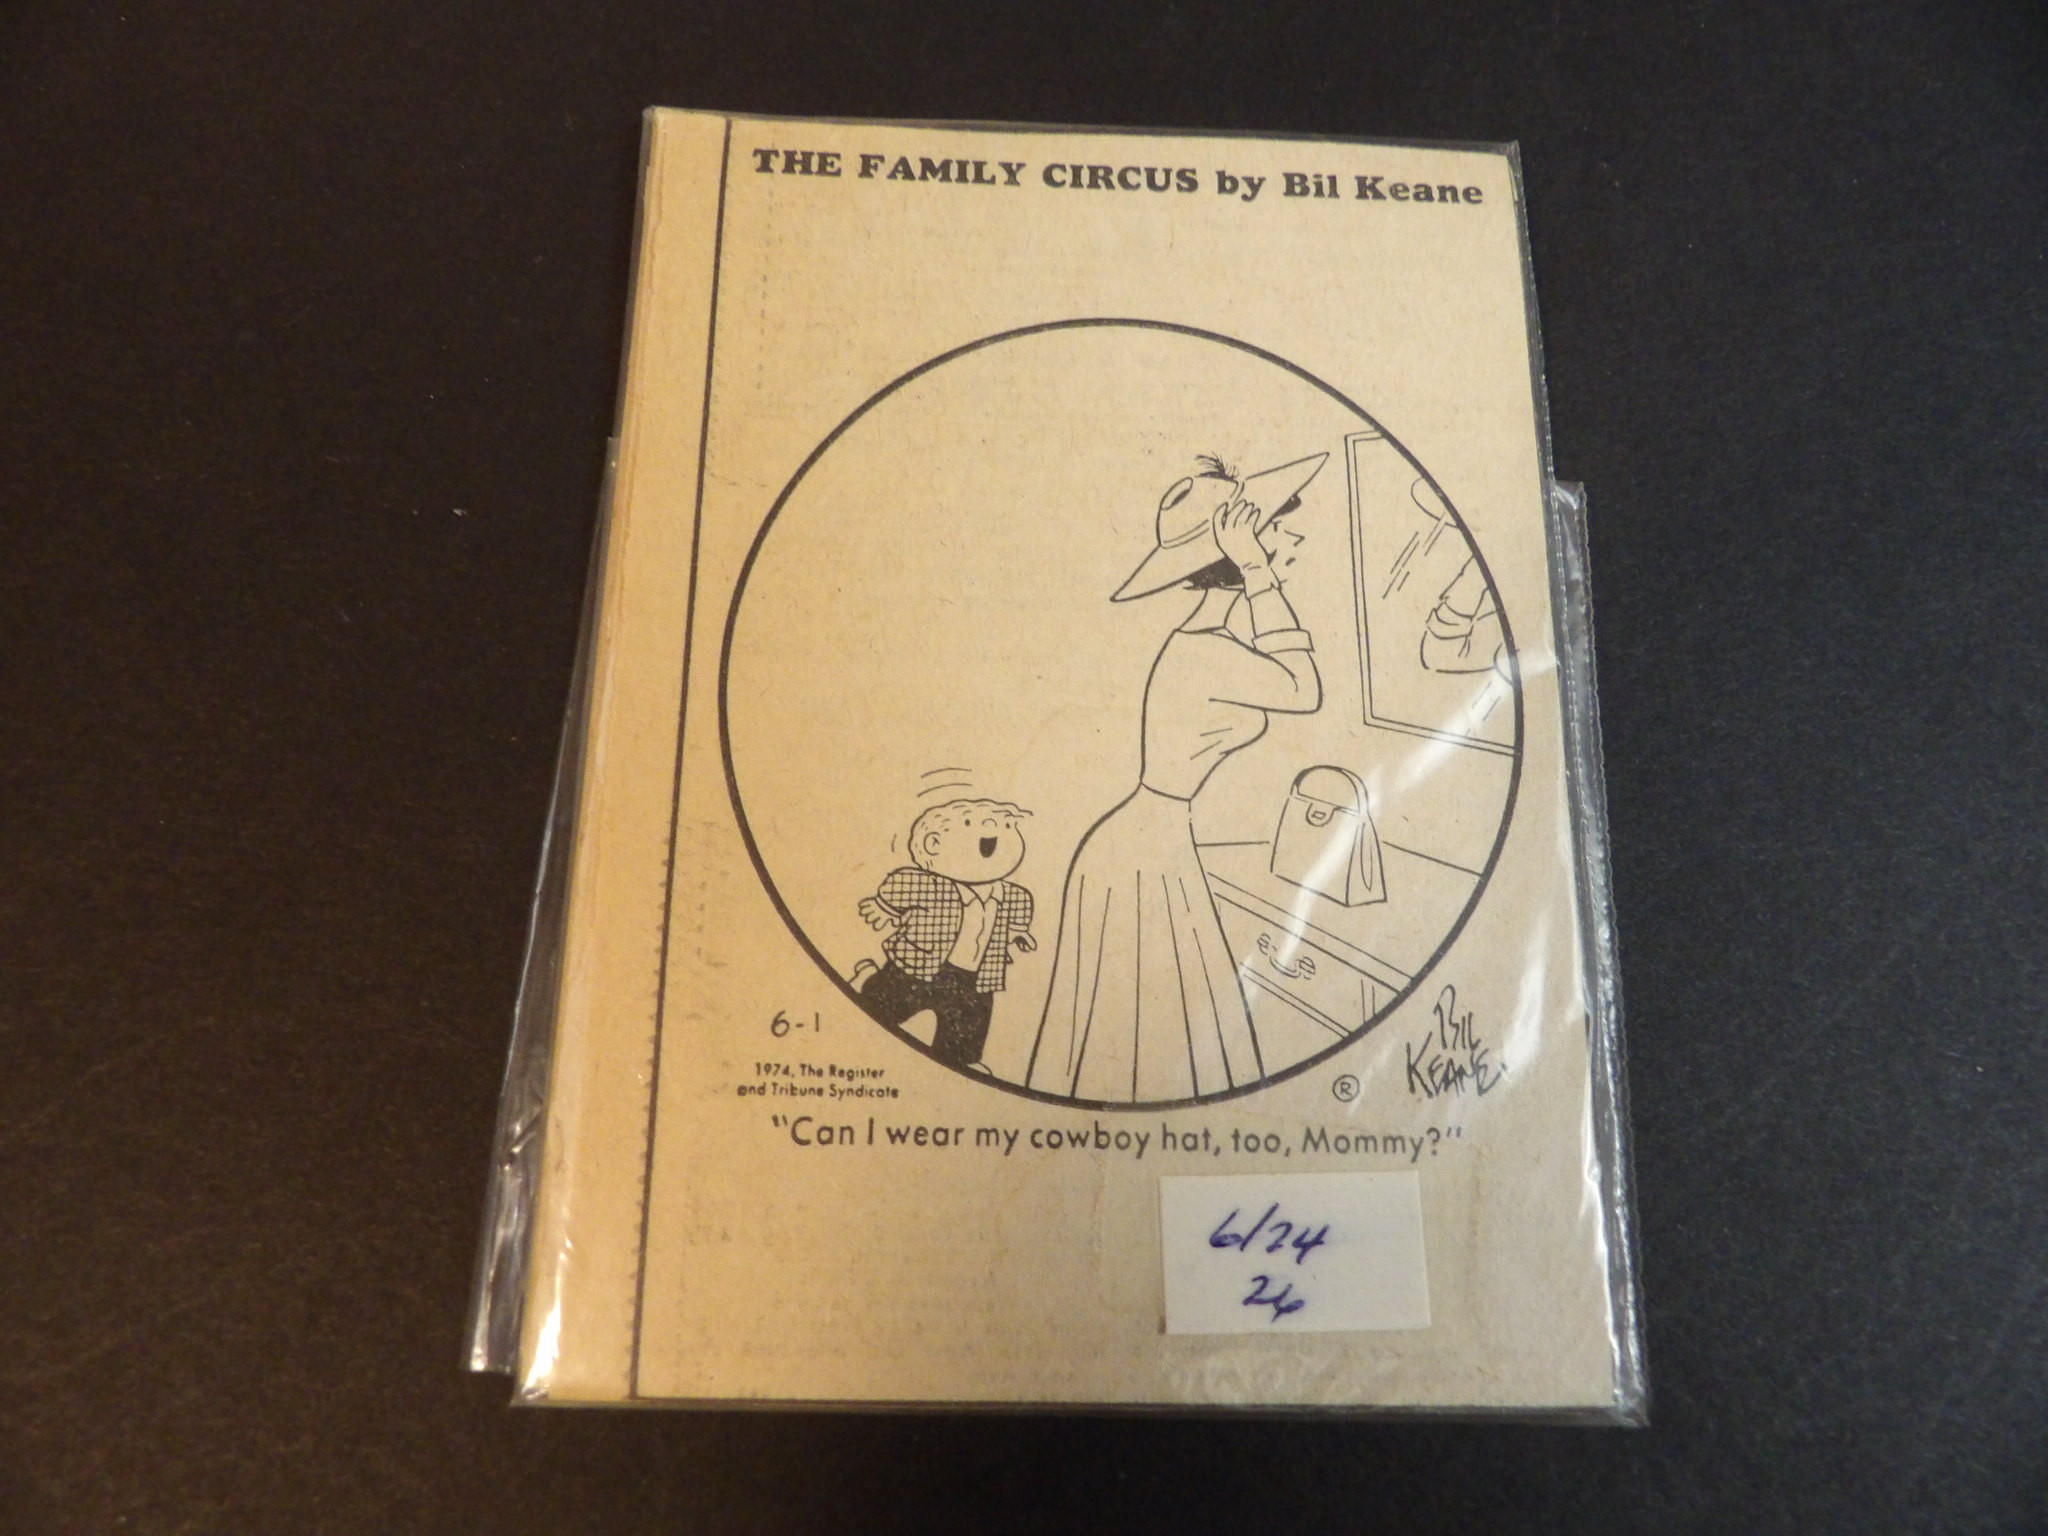 THE FAMILY CIRCUS by Bil Keane
6-1
1974, The Register
and Tribune Syndicate
®
BIL
KEANE.
"Can I wear my cowboy hat, too, Mommy?"
6/24
26